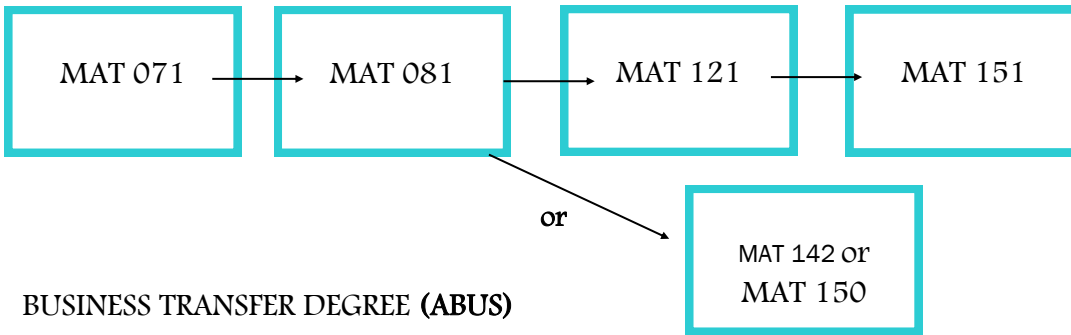 MAT 071
MAT 081
MAT 121
MAT 151
or
MAT 142 or
MAT 150
BUSINESS TRANSFER DEGREE (ABUS)